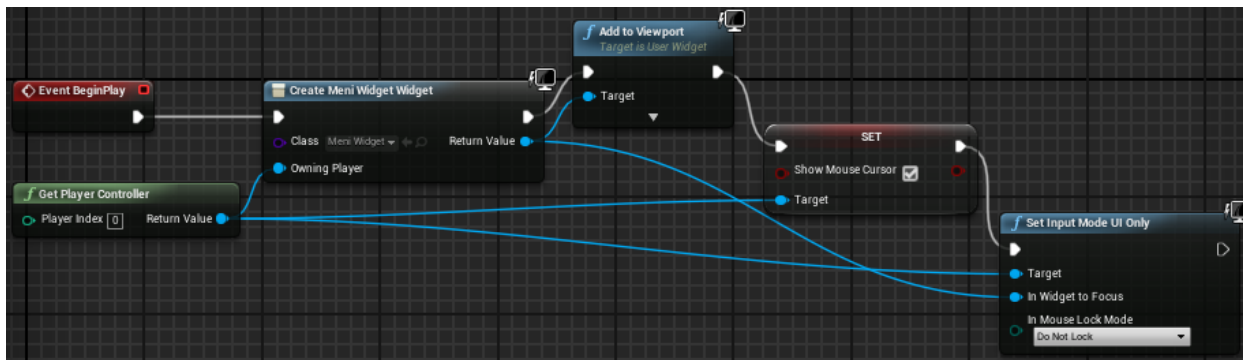 Event BeginPlay
Create Meni Widget Widget
Class Meni Widget Return Value
Owning Player
Get Player Controller
Player Index 0 Return Value
Add to Viewport
Target is User Widget
Target
SET
Show Mouse Cursor
Target
Set Input Mode UI Only
Target
In Widget to Focus
In Mouse Lock Mode
Do Not Lock